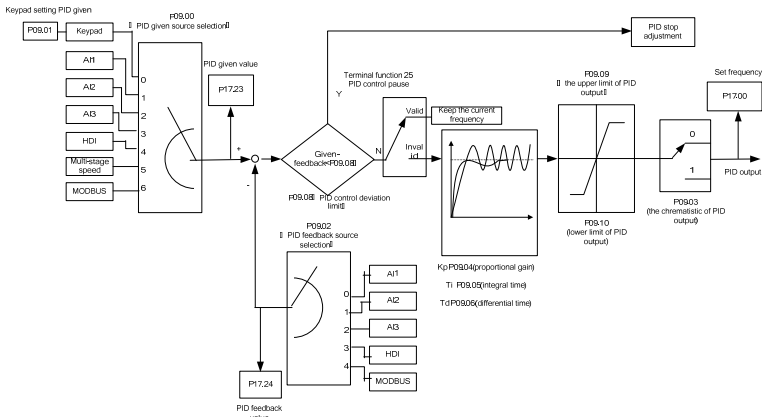 Keypad setting PID given
P09.01
Keypad
AI1
AI2
AI3
HDI
Multi-stage
speed
MODBUS
P09.00
PID given source selection
0
1
2
3
4
5
6
PID given value
P17.23
+
-
Given-
feedback<P09.08
Y
N
P09.08 PID control deviation
limit
Terminal function 25
PID control pause
Valid
Inval
id
Keep the current
frequency
PID stop
adjustment
P09.09
the upper limit of PID
output
P09.10
(lower limit of PID
output)
Set frequency
P17.00
0
1
PID output
P09.03
(the chrematistic of PID
output)
Kp P09.04(proportional gain)
Ti P09.05(integral time)
Td P09.06(differential time)
P09.02
PID feedback source
selection
0
1
2
3
4
AI1
AI2
AI3
HDI
MODBUS
P17.24
PID feedback
value